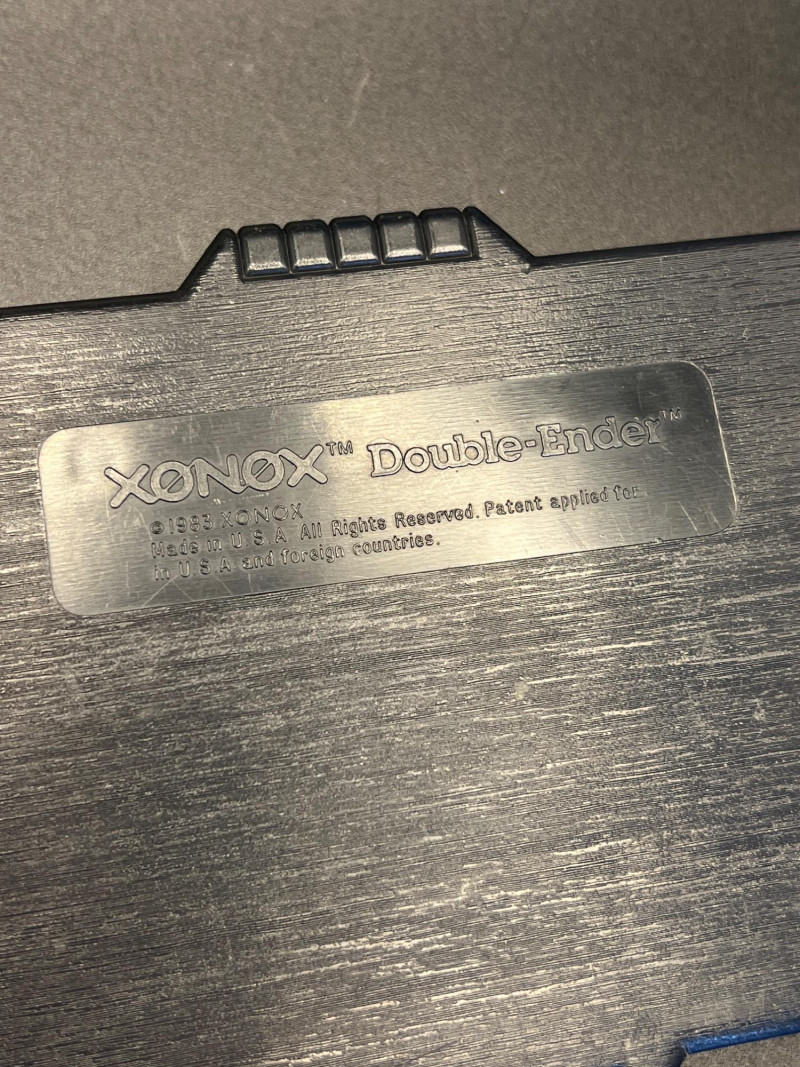 XONOX™ Double-Ender™
©1983 XONOX
Made in U S A All Rights Reserved. Patent applied for
in U S A and foreign countries.